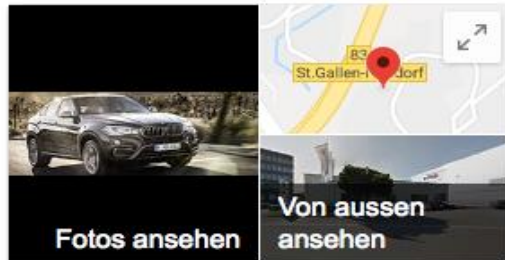 Fotos ansehen
83
St.Gallen-
dorf
Von aussen
ansehen